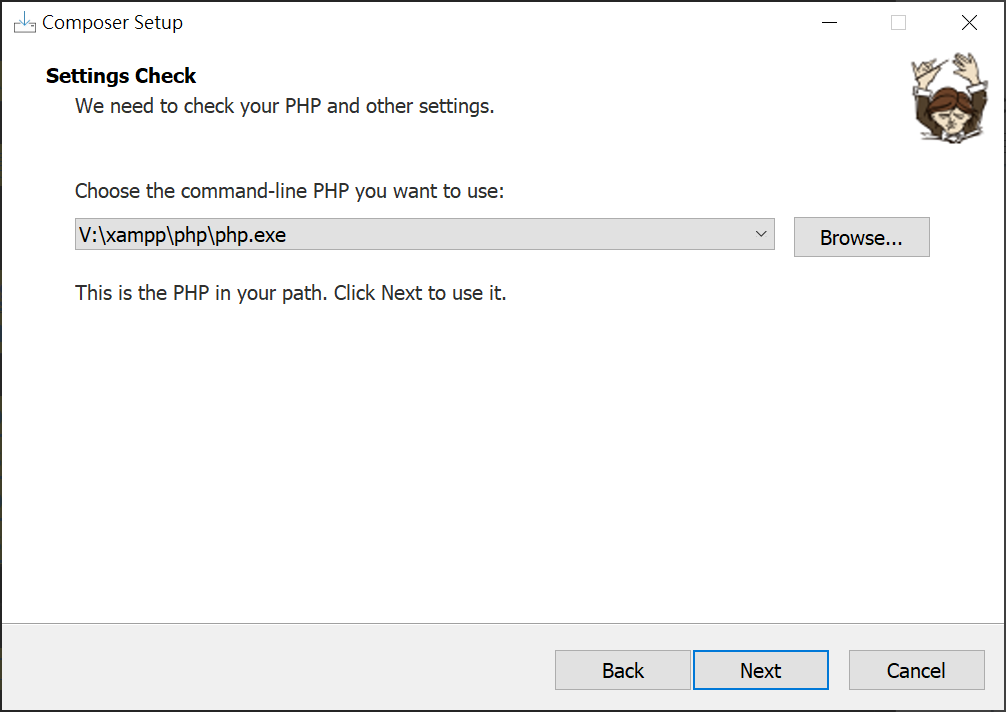 Composer Setup
Settings Check
We need to check your PHP and other settings.
Choose the command-line PHP you want to use:
V:\xampp\php\php.exe
Browse...
This is the PHP in your path. Click Next to use it.
Back
Next
Cancel